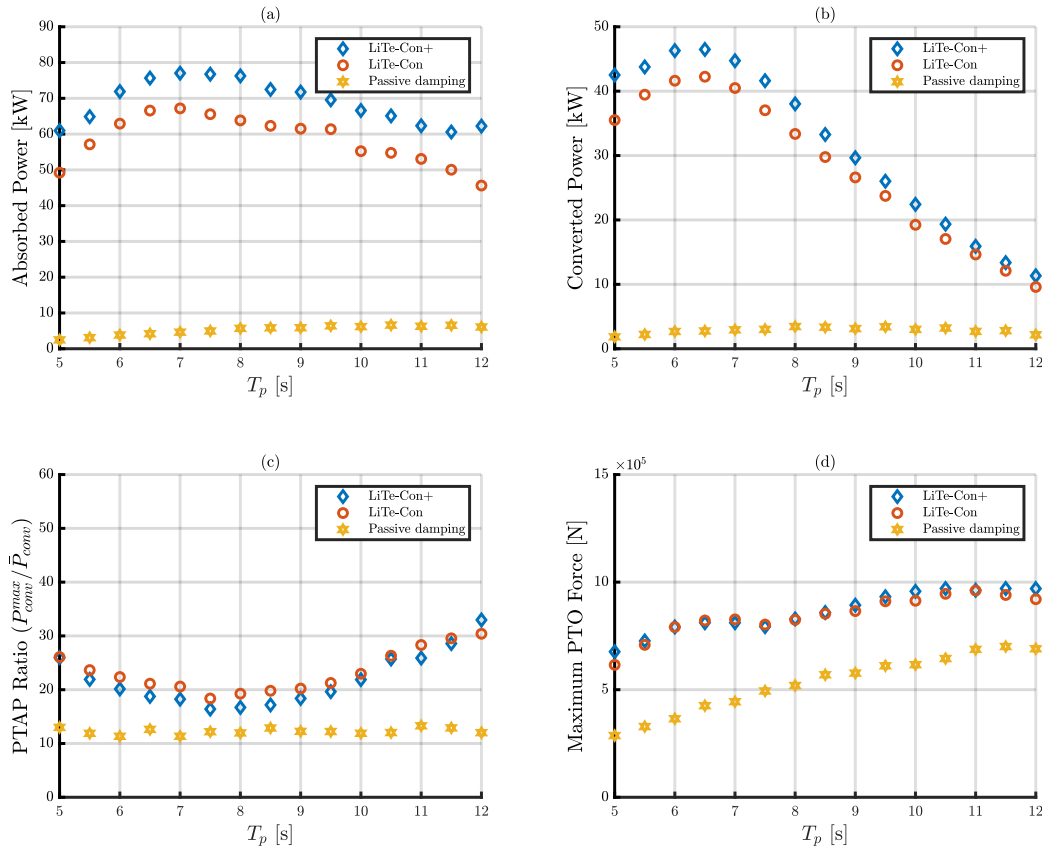 (a)
90
80
70
60
50
40
30
20
10
0
Absorbed Power [kW]
LiTe-Con+
LiTe-Con
Passive damping
5 6 7 8 9 10 11 12
T_p [s]
(b)
50
40
30
20
10
0
Converted Power [kW]
LiTe-Con+
LiTe-Con
Passive damping
5 6 7 8 9 10 11 12
T_p [s]
(c)
60
50
40
30
20
10
0
PTAP Ratio (P_{conv}^{max}/P̄_{conv})
LiTe-Con+
LiTe-Con
Passive damping
5 6 7 8 9 10 11 12
T_p [s]
(d)
×10^5
15
10
5
0
Maximum PTO Force [N]
LiTe-Con+
LiTe-Con
Passive damping
5 6 7 8 9 10 11 12
T_p [s]